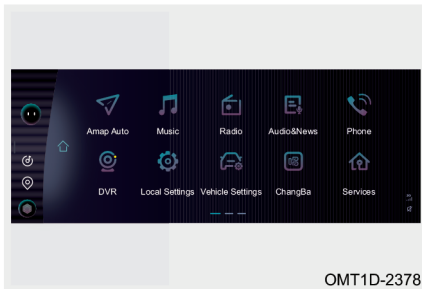 Amap Auto Music Radio Audio&News Phone
DVR Local Settings Vehicle Settings ChangBa Services
OMT1D-2378